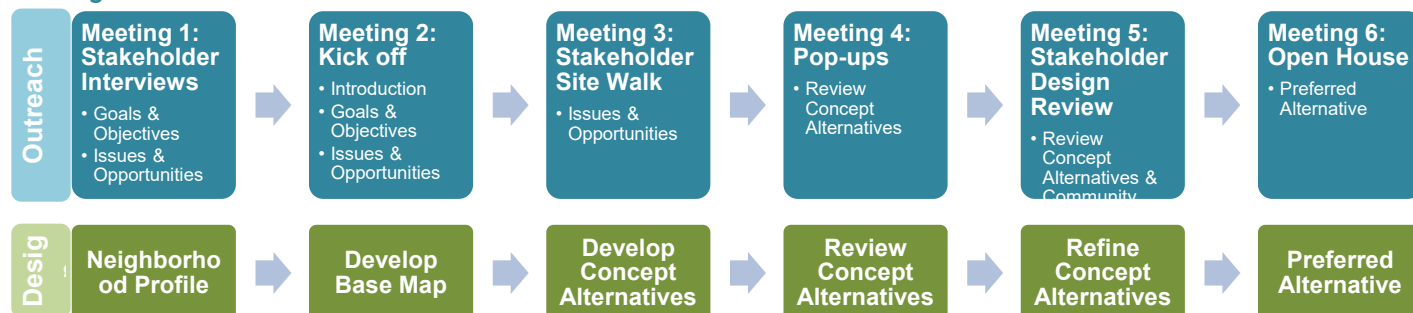 Outreach
Meeting 1:
Stakeholder
Interviews
• Goals &
Objectives
• Issues &
Opportunities
Meeting 2:
Kick off
• Introduction
• Goals &
Objectives
• Issues &
Opportunities
Meeting 3:
Stakeholder
Site Walk
• Issues &
Opportunities
Meeting 4:
Pop-ups
• Review
Concept
Alternatives
Meeting 5:
Stakeholder
Design
Review
• Review
Concept
Alternatives &
Community
Meeting 6:
Open House
• Preferred
Alternative
Desig
Neighborho
od Profile
Develop
Base Map
Develop
Concept
Alternatives
Review
Concept
Alternatives
Refine
Concept
Alternatives
Preferred
Alternative